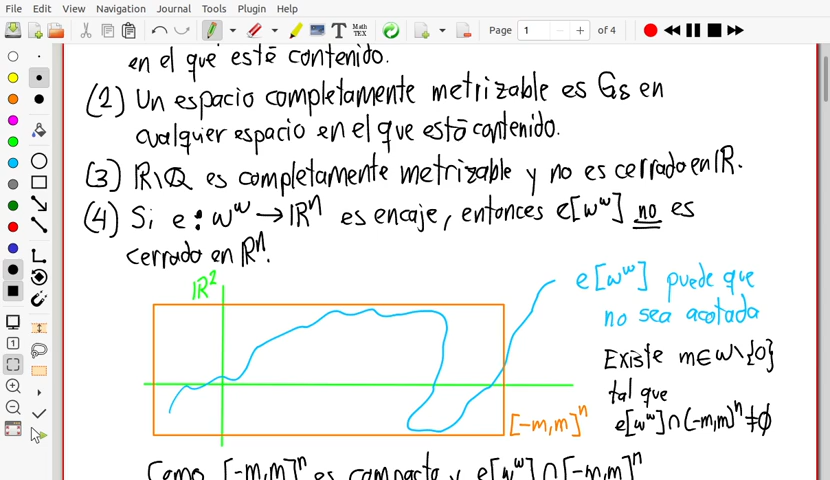 File Edit View Navigation Journal Tools Plugin Help
Math TEX
Page 1 of 4
en el que esté contenido.
(2) Un espacio completamente metrizable es Gδ en
cualquier espacio en el que esté contenido.
(3) ℝ\ℚ es completamente metrizable y no es cerrado en ℝ.
(4) Si e : ω^ω → ℝ^n es encaje, entonces e[ω^ω] no es
cerrado en ℝ^n.
ℝ^2
e[ω^ω] puede que
no sea acotada
Existe m ∈ ω\{0}
tal que
e[ω^ω] ∩ (-m,m)^n ≠ ∅
[-m,m]^n
Como [-m,m]^n es compacto y e[ω^ω] ∩ [-m,m]^n